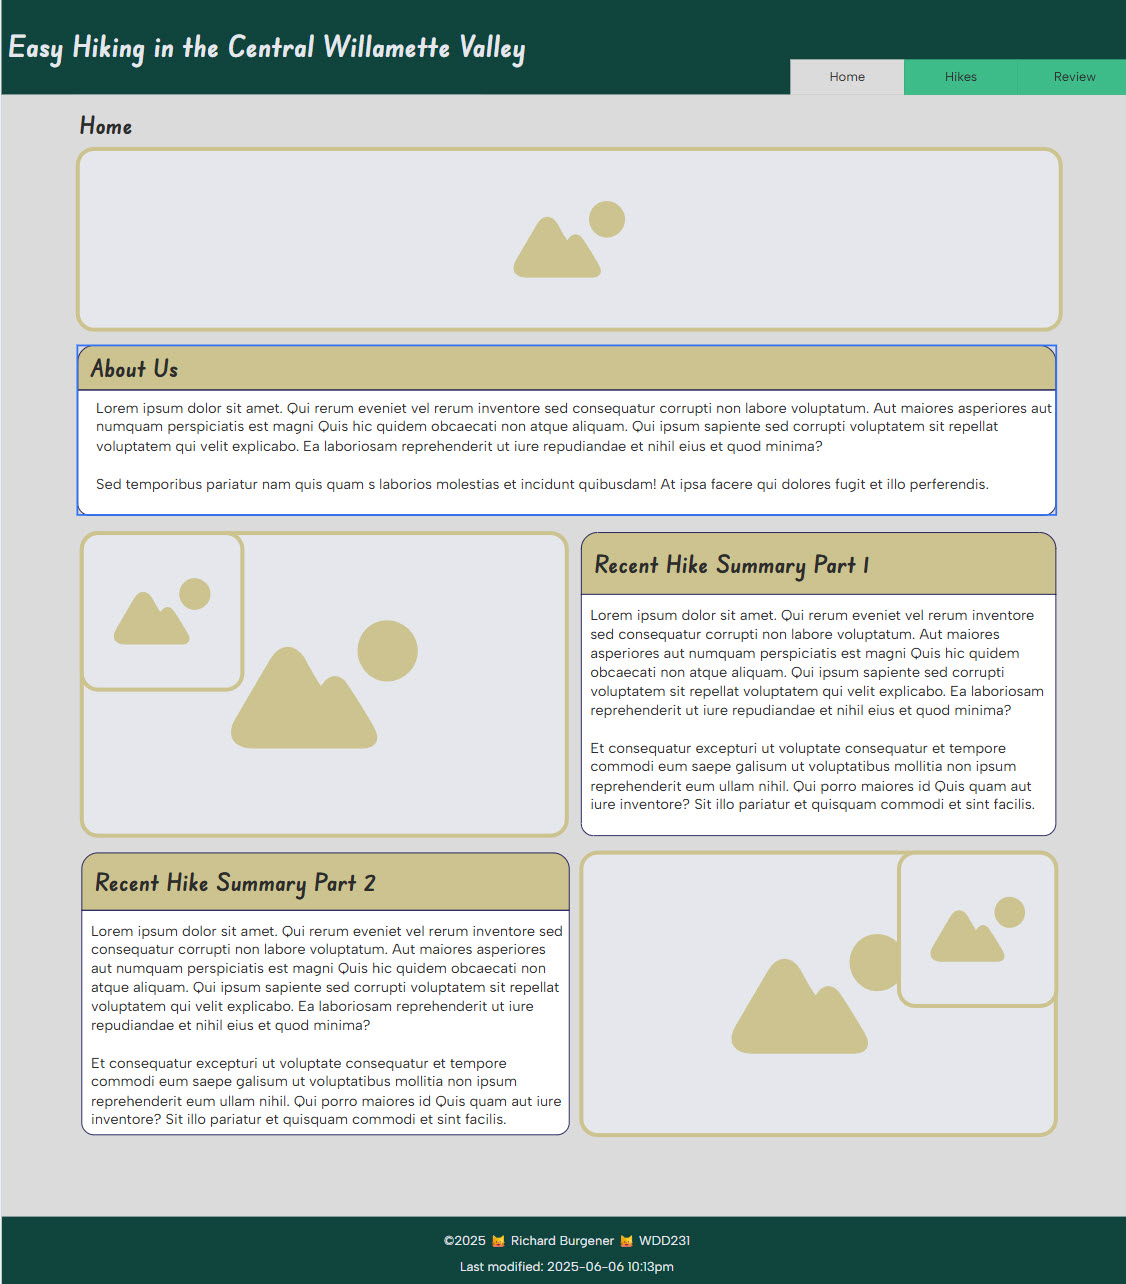 Easy Hiking in the Central Willamette Valley
Home Hikes Review
Home
About Us
Lorem ipsum dolor sit amet. Qui rerum eveniet vel rerum inventore sed consequatur corrupti non labore voluptatum. Aut maiores asperiores aut
numquam perspiciatis est magni Quis hic quidem obcaecati non atque aliquam. Qui ipsum sapiente sed corrupti voluptatem sit repellat
voluptatem qui velit explicabo. Ea laboriosam reprehenderit ut iure repudiandae et nihil eius et quod minima?
Sed temporibus pariatur nam quis quam s laborios molestias et incidunt quibusdam! At ipsa facere qui dolores fugit et illo perferendis.
Recent Hike Summary Part 1
Lorem ipsum dolor sit amet. Qui rerum eveniet vel rerum inventore
sed consequatur corrupti non labore voluptatum. Aut maiores
asperiores aut numquam perspiciatis est magni Quis hic quidem
obcaecati non atque aliquam. Qui ipsum sapiente sed corrupti
voluptatem sit repellat voluptatem qui velit explicabo. Ea laboriosam
reprehenderit ut iure repudiandae et nihil eius et quod minima?
Et consequatur excepturi ut voluptate consequatur et tempore
commodi eum saepe galisum ut voluptatibus mollitia non ipsum
reprehenderit eum ullam nihil. Qui porro maiores id Quis quam aut
iure inventore? Sit illo pariatur et quisquam commodi et sint facilis.
Recent Hike Summary Part 2
Lorem ipsum dolor sit amet. Qui rerum eveniet vel rerum inventore sed
consequatur corrupti non labore voluptatum. Aut maiores asperiores
aut numquam perspiciatis est magni Quis hic quidem obcaecati non
atque aliquam. Qui ipsum sapiente sed corrupti voluptatem sit repellat
voluptatem qui velit explicabo. Ea laboriosam reprehenderit ut iure
repudiandae et nihil eius et quod minima?
Et consequatur excepturi ut voluptate consequatur et tempore
commodi eum saepe galisum ut voluptatibus mollitia non ipsum
reprehenderit eum ullam nihil. Qui porro maiores id Quis quam aut iure
inventore? Sit illo pariatur et quisquam commodi et sint facilis.
©2025 😼 Richard Burgener 😼 WDD231
Last modified: 2025-06-06 10:13pm